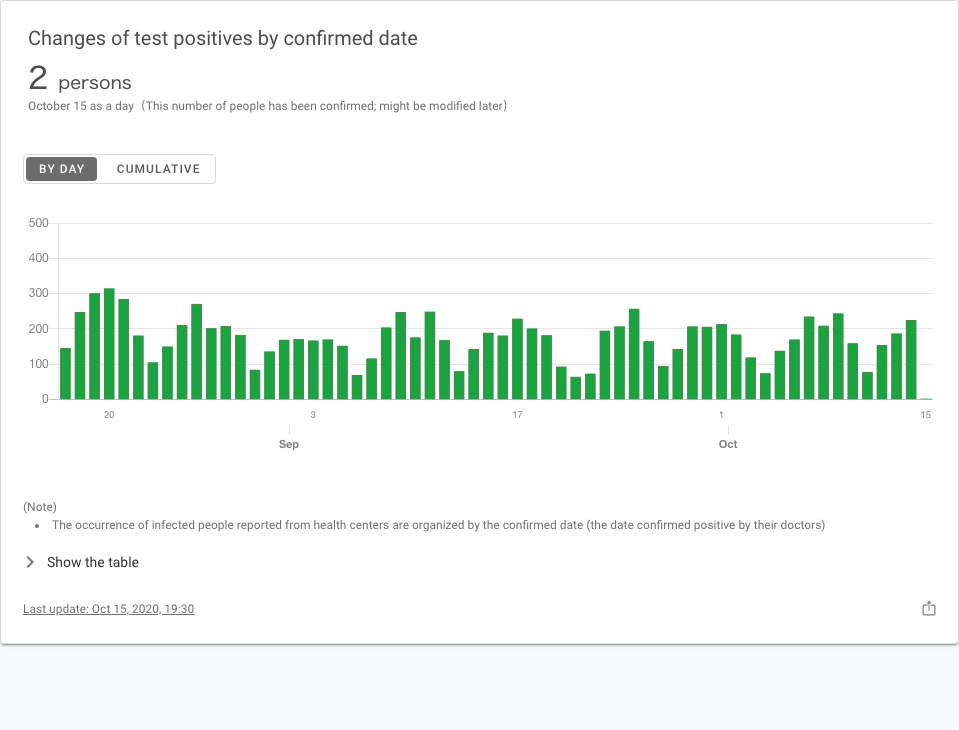 Changes of test positives by confirmed date
2 persons
October 15 as a day（This number of people has been confirmed; might be modified later）
BY DAY CUMULATIVE
500
400
300
200
100
0
20 3 17 1 15
Sep Oct
(Note)
• The occurrence of infected people reported from health centers are organized by the confirmed date (the date confirmed positive by their doctors)
Show the table
Last update: Oct 15, 2020, 19:30